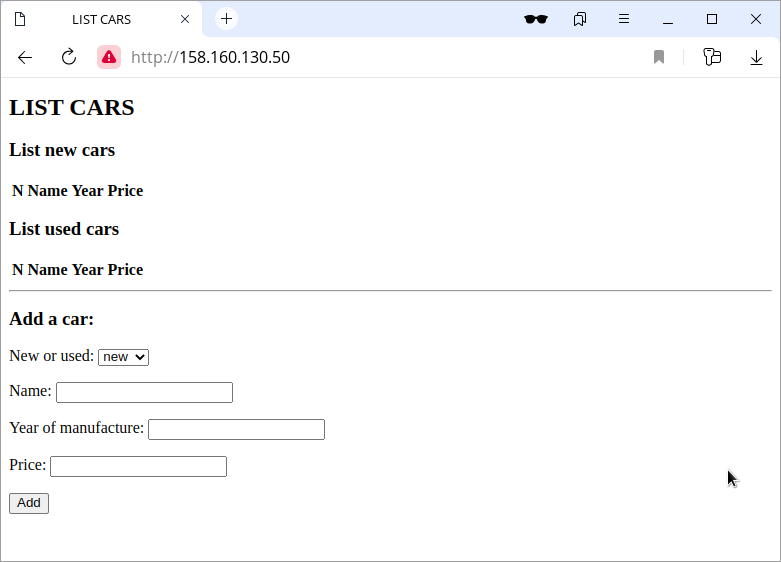 LIST CARS
http://158.160.130.50
LIST CARS
List new cars
N Name Year Price
List used cars
N Name Year Price
Add a car:
New or used: new
Name:
Year of manufacture:
Price:
Add